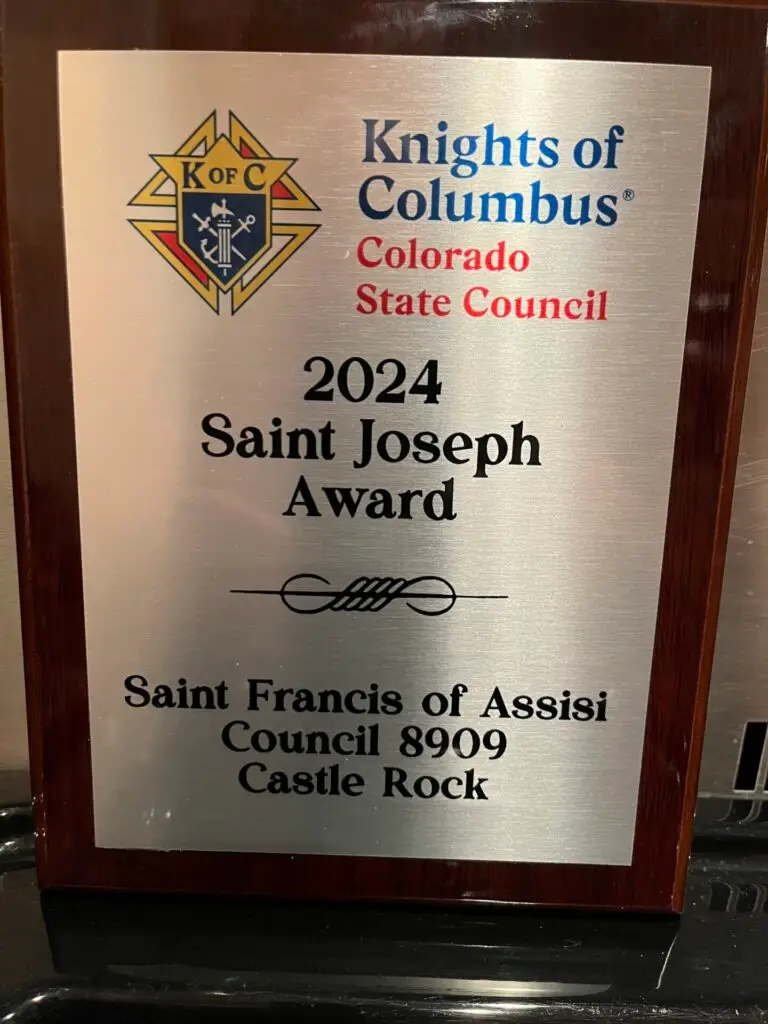 K OF C
Knights of
Columbus®
Colorado
State Council
2024
Saint Joseph
Award
Saint Francis of Assisi
Council 8909
Castle Rock